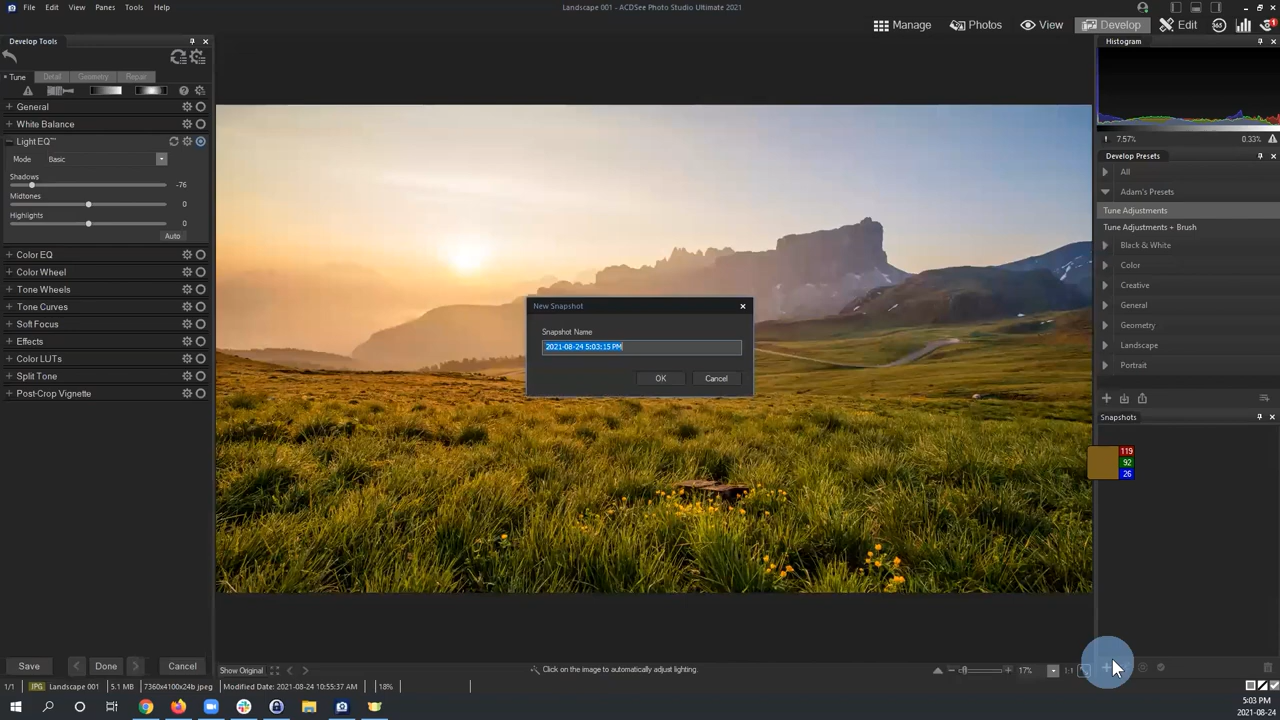 File Edit View Panes Tools Help
Landscape 001 - ACDSee Photo Studio Ultimate 2021
Manage Photos View Develop Edit 365
Develop Tools
Tune Detail Geometry Repair
General
White Balance
Light EQ™
Mode Basic
Shadows
-76
Midtones
0
Highlights
0
Auto
Color EQ
Color Wheel
Tone Wheels
Tone Curves
Soft Focus
Effects
Color LUTs
Split Tone
Post-Crop Vignette
Save Done Cancel
New Snapshot
Snapshot Name
2021-08-24 5:03:15 PM
OK Cancel
Show Original
Click on the image to automatically adjust lighting.
17%
1:1
Histogram
7.57% 0.33%
Develop Presets
All
Adam's Presets
Tune Adjustments
Tune Adjustments + Brush
Black & White
Color
Creative
General
Geometry
Landscape
Portrait
Snapshots
119
92
26
1/1 JPG Landscape 001 5.1 MB 7360x4100x24b jpeg Modified Date: 2021-08-24 10:55:37 AM 18%
5:03 PM
2021-08-24